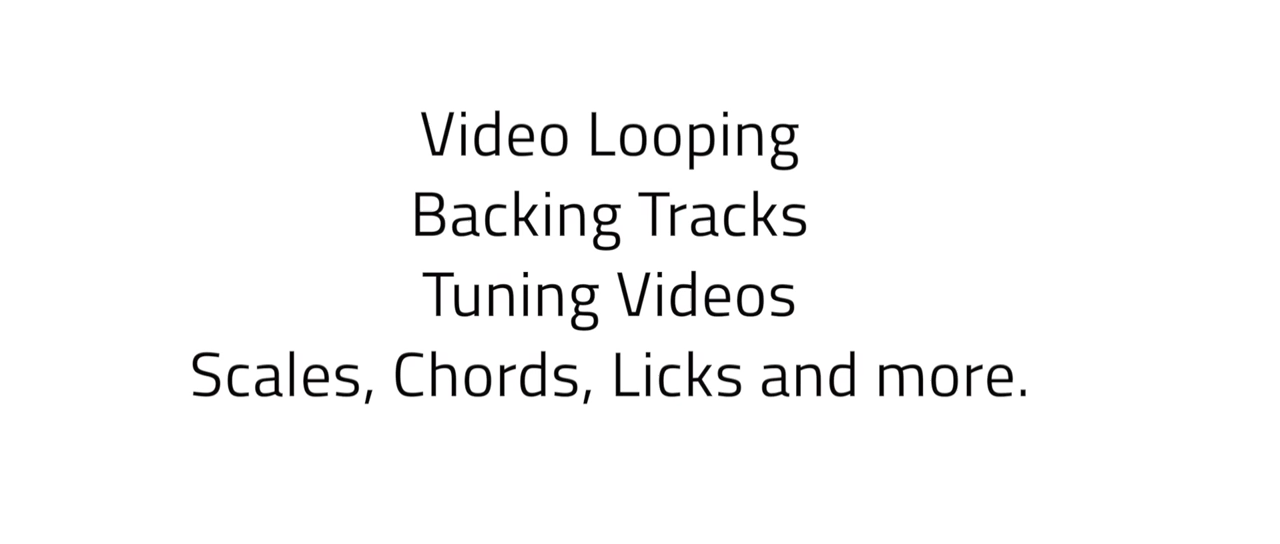 Video Looping
Backing Tracks
Tuning Videos
Scales, Chords, Licks and more.